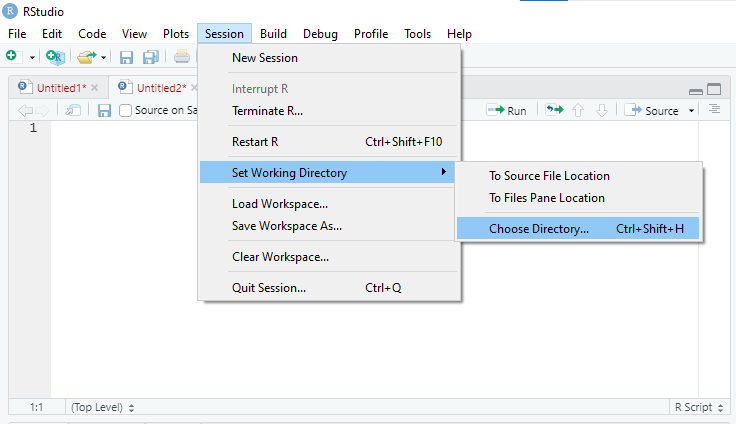 RStudio
File Edit Code View Plots Session Build Debug Profile Tools Help
New Session
Untitled1* Untitled2*
Interrupt R
Source on Sa
Terminate R...
Run Source
1
Restart R Ctrl+Shift+F10
Set Working Directory
To Source File Location
To Files Pane Location
Load Workspace...
Save Workspace As...
Choose Directory... Ctrl+Shift+H
Clear Workspace...
Quit Session... Ctrl+Q
1:1 (Top Level) R Script